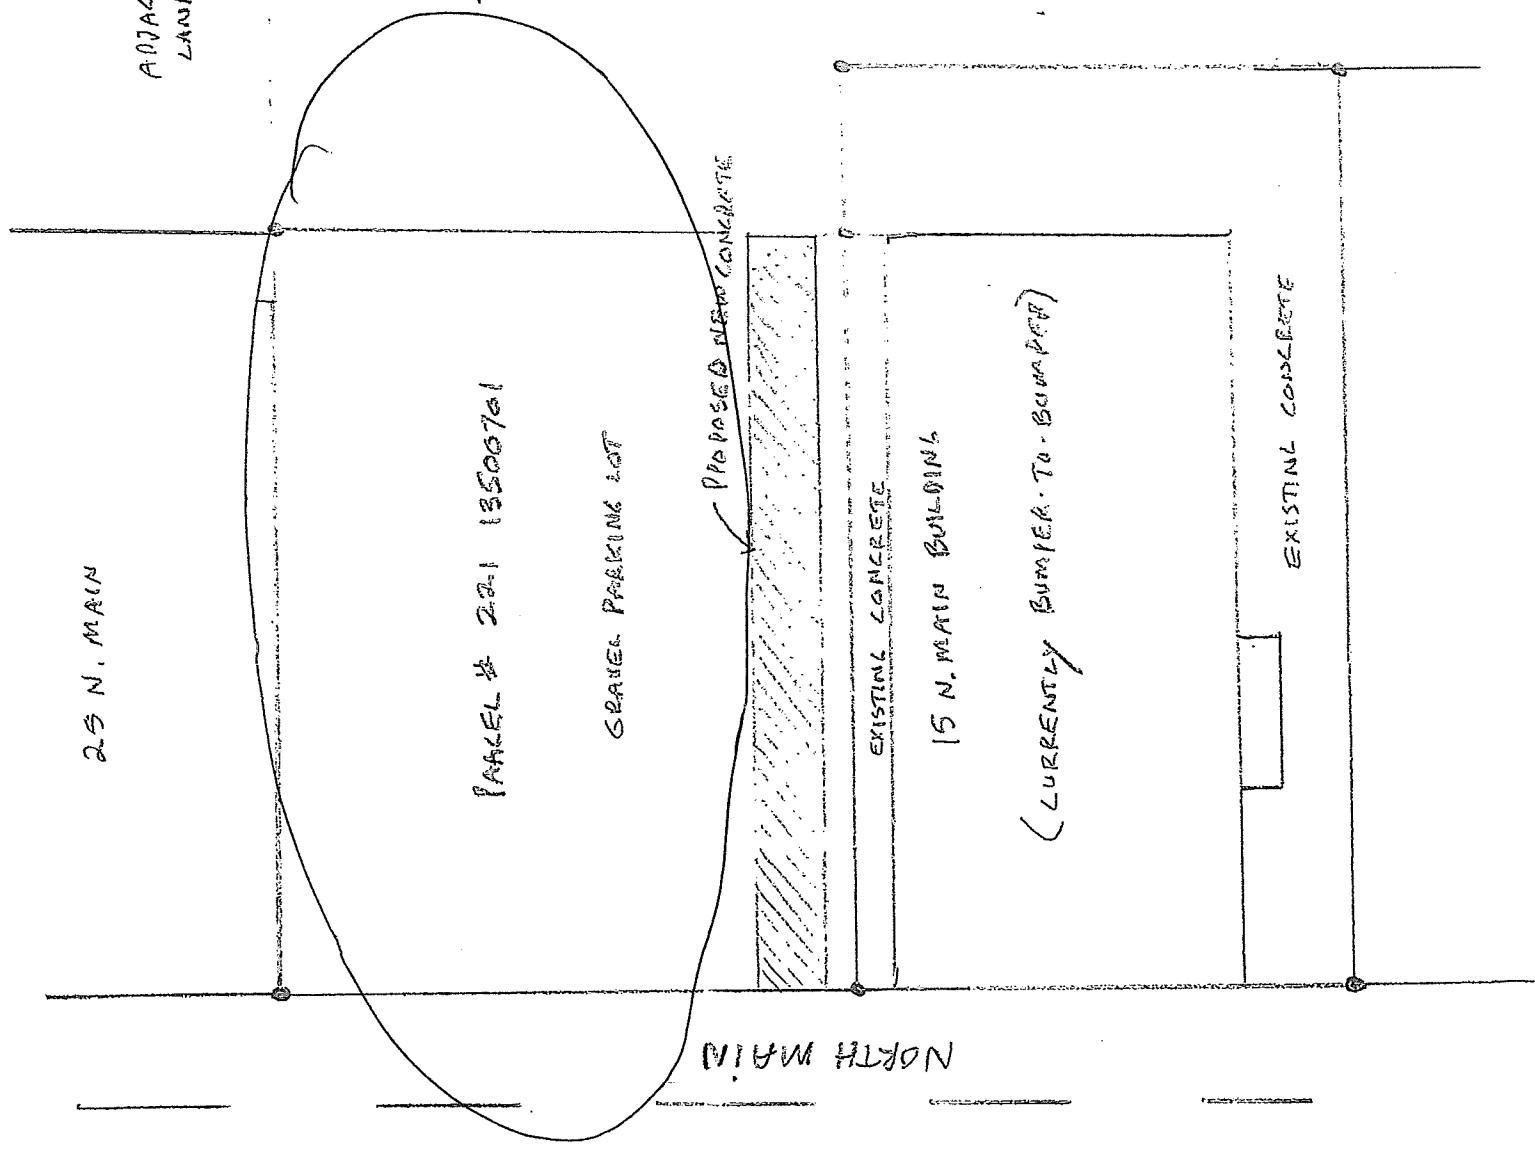 25 N. MAIN
PARCEL # 221 13500701
GRAVEL PARKING LOT
PROPOSED NEW CONCRETE
EXISTING CONCRETE
15 N. MAIN BUILDING
(CURRENTLY BUMPER-TO-BUMPER)
EXISTING CONCRETE
NORTH MAIN